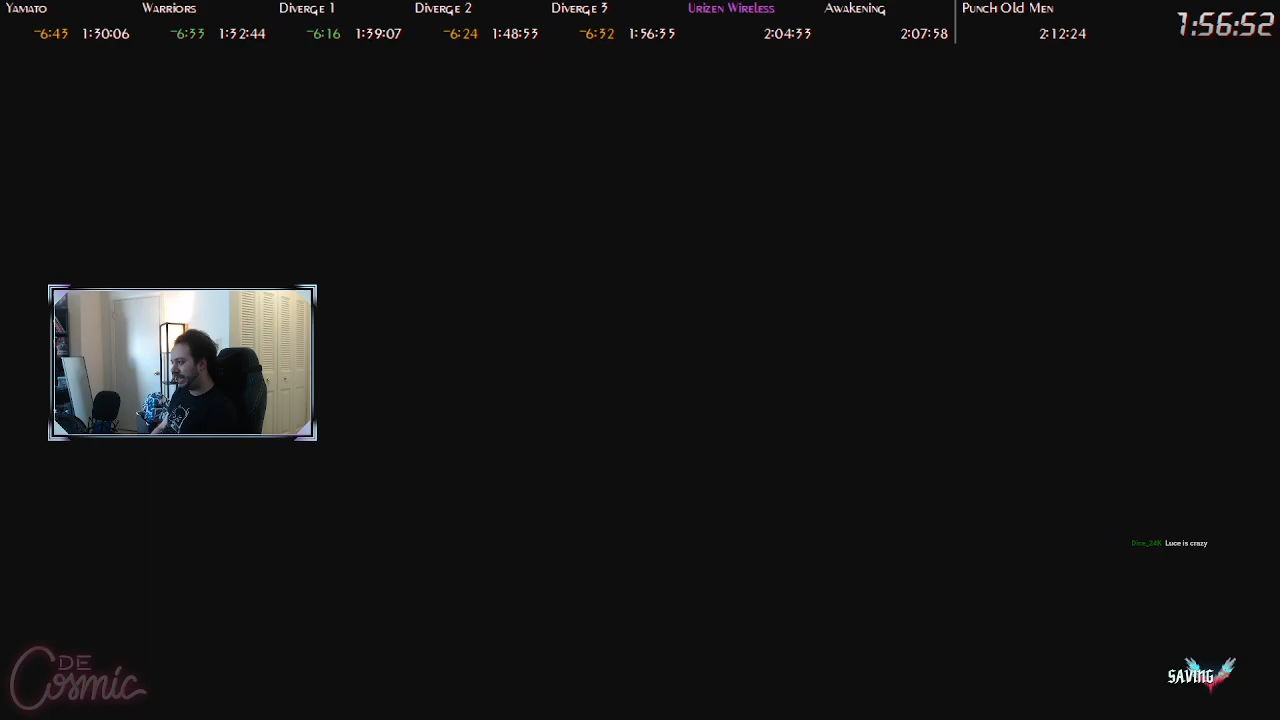 Yamato Warriors Diverge 1 Diverge 2 Diverge 3 Urizen Wireless Awakening Punch Old Men 1:56:52
-6:43 1:30:06 -6:33 1:32:44 -6:16 1:39:07 -6:24 1:48:53 -6:32 1:56:35 2:04:33 2:07:58 2:12:24
Dice_24K Luce is crazy
DE
Cosmic
SAVING